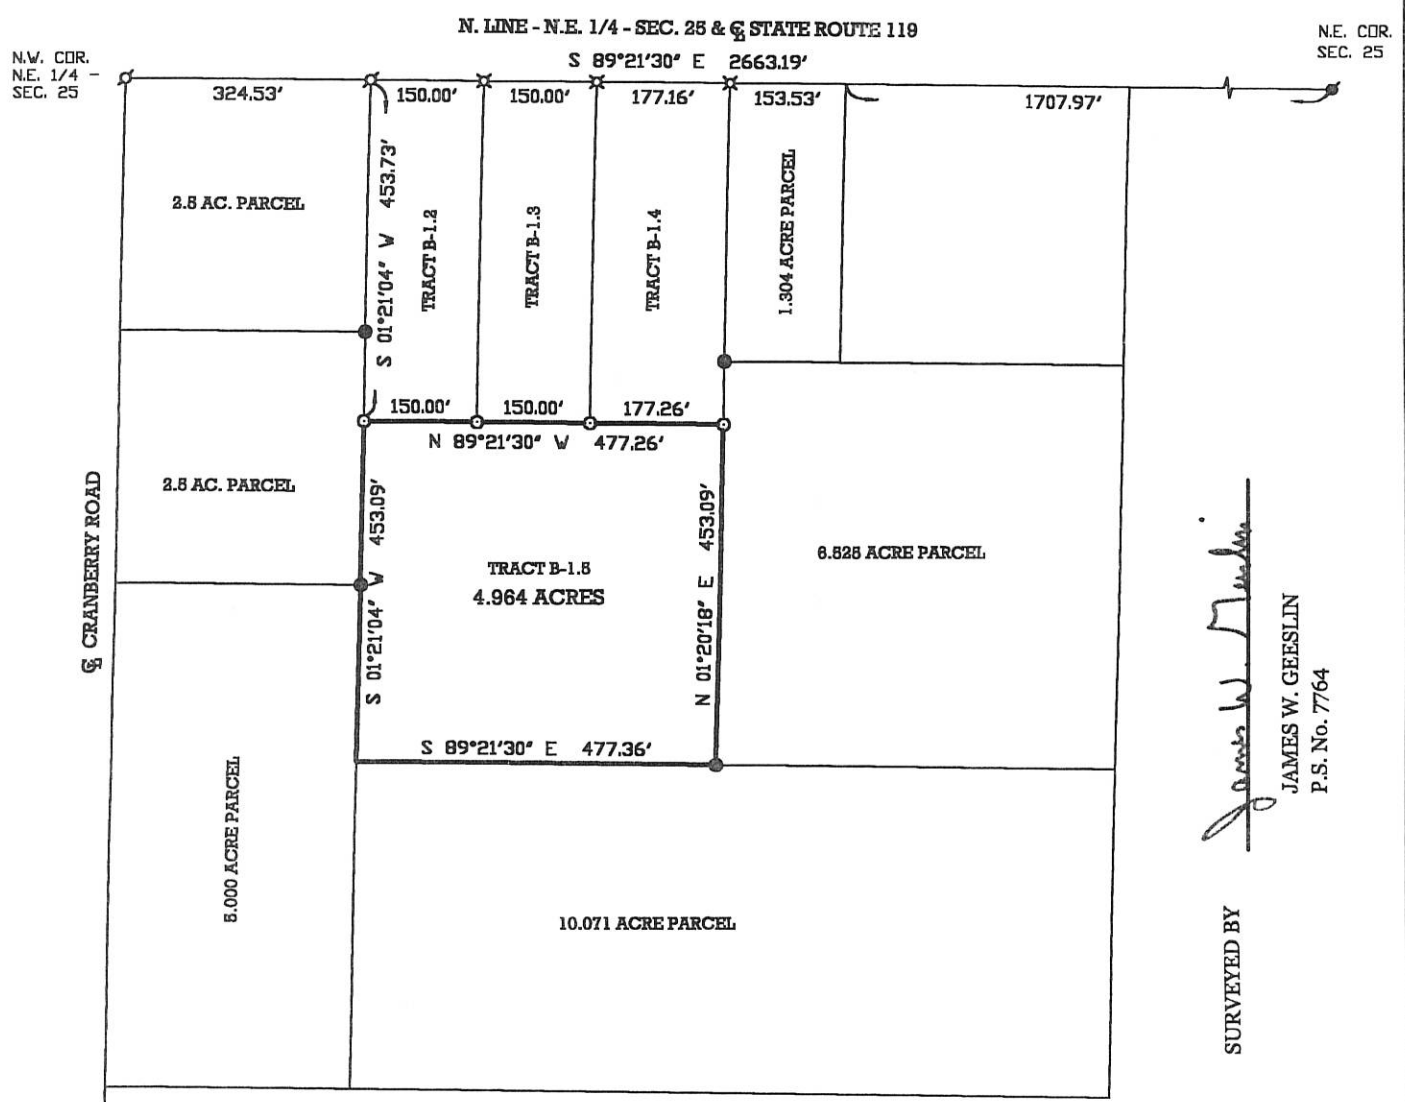 N. LINE - N.E. 1/4 - SEC. 25 & ℄ STATE ROUTE 119
S 89°21'30" E 2663.19'
N.W. COR.
N.E. 1/4 -
SEC. 25
N.E. COR.
SEC. 25
324.53'
150.00'
150.00'
177.16'
153.53'
1707.97'
2.5 AC. PARCEL
S 01°21'04" W 453.73'
TRACT B-1.2
TRACT B-1.3
TRACT B-1.4
1.304 ACRE PARCEL
150.00'
150.00'
177.26'
N 89°21'30" W 477.26'
℄ CRANBERRY ROAD
2.5 AC. PARCEL
S 01°21'04" W 453.09'
TRACT B-1.5
4.964 ACRES
N 01°20'18" E 453.09'
6.525 ACRE PARCEL
S 89°21'30" E 477.36'
5.000 ACRE PARCEL
10.071 ACRE PARCEL
SURVEYED BY
James W. Geeslin
JAMES W. GEESLIN
P.S. No. 7764